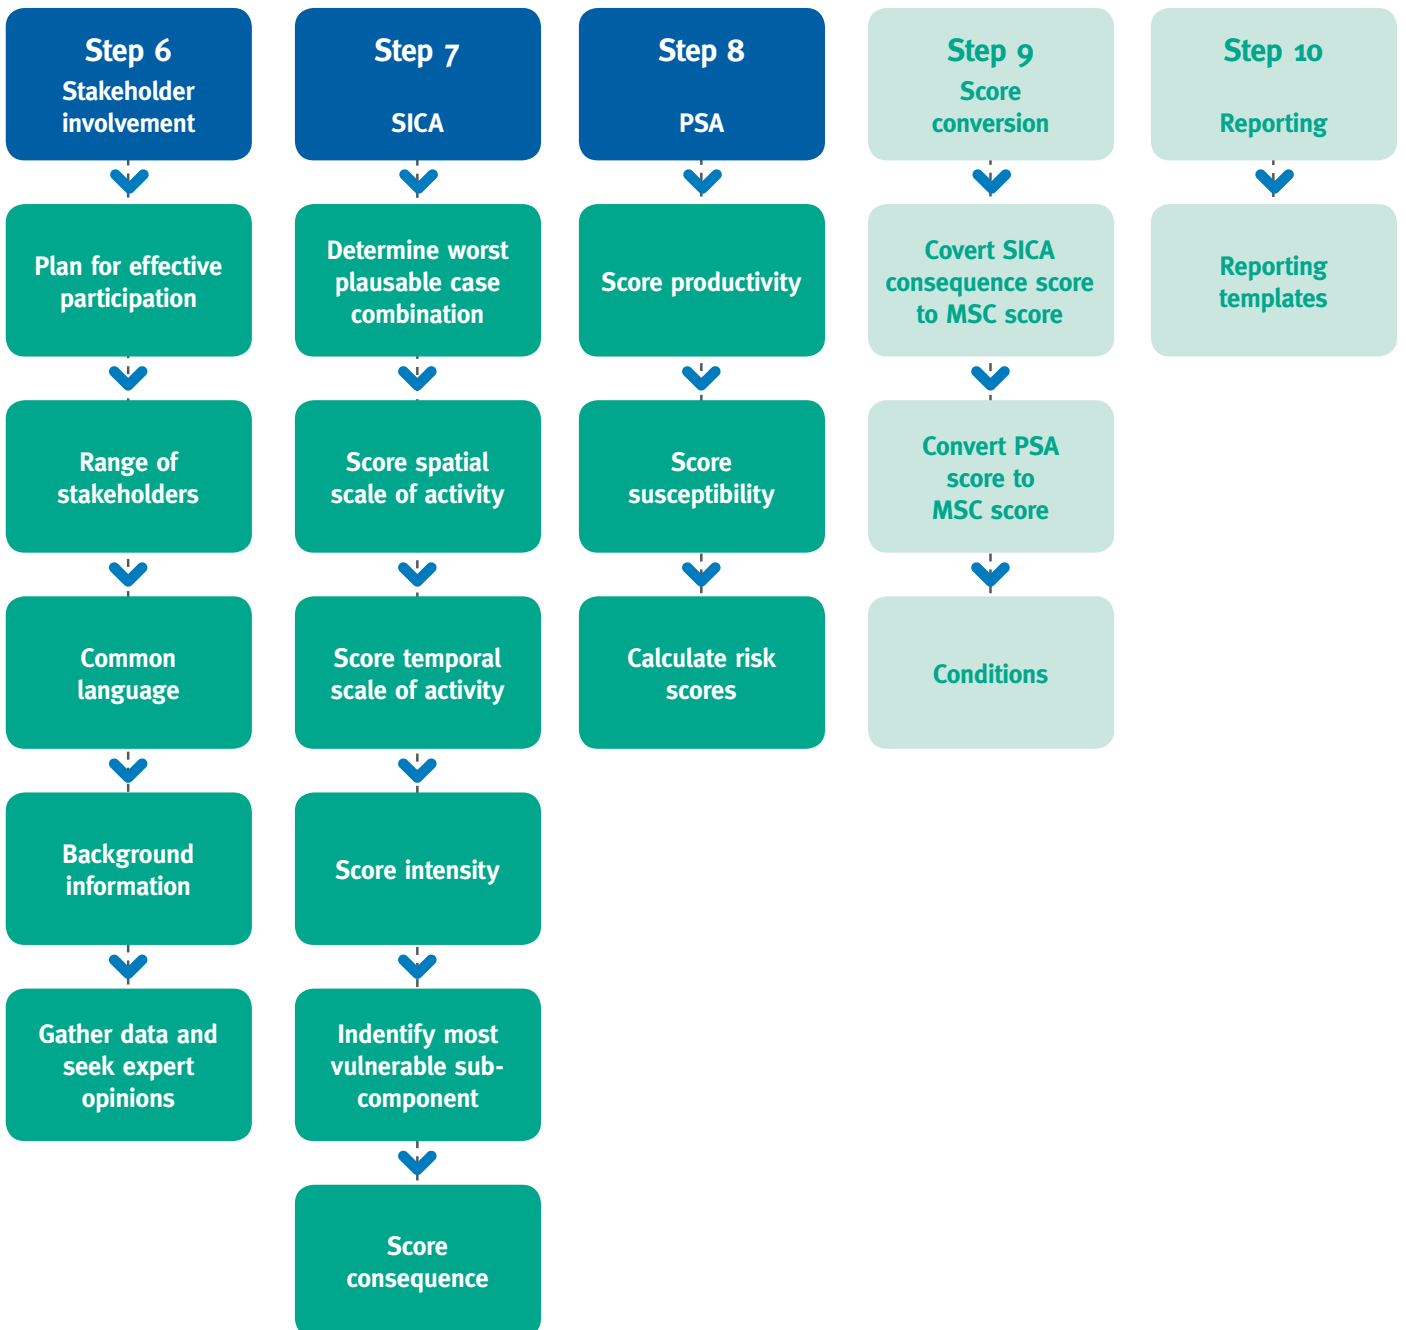 Step 6
Stakeholder
involvement
Plan for effective
participation
Range of
stakeholders
Common
language
Background
information
Gather data and
seek expert
opinions
Step 7
SICA
Determine worst
plausable case
combination
Score spatial
scale of activity
Score temporal
scale of activity
Score intensity
Indentify most
vulnerable sub-
component
Score
consequence
Step 8
PSA
Score productivity
Score
susceptibility
Calculate risk
scores
Step 9
Score
conversion
Covert SICA
consequence score
to MSC score
Convert PSA
score to
MSC score
Conditions
Step 10
Reporting
Reporting
templates